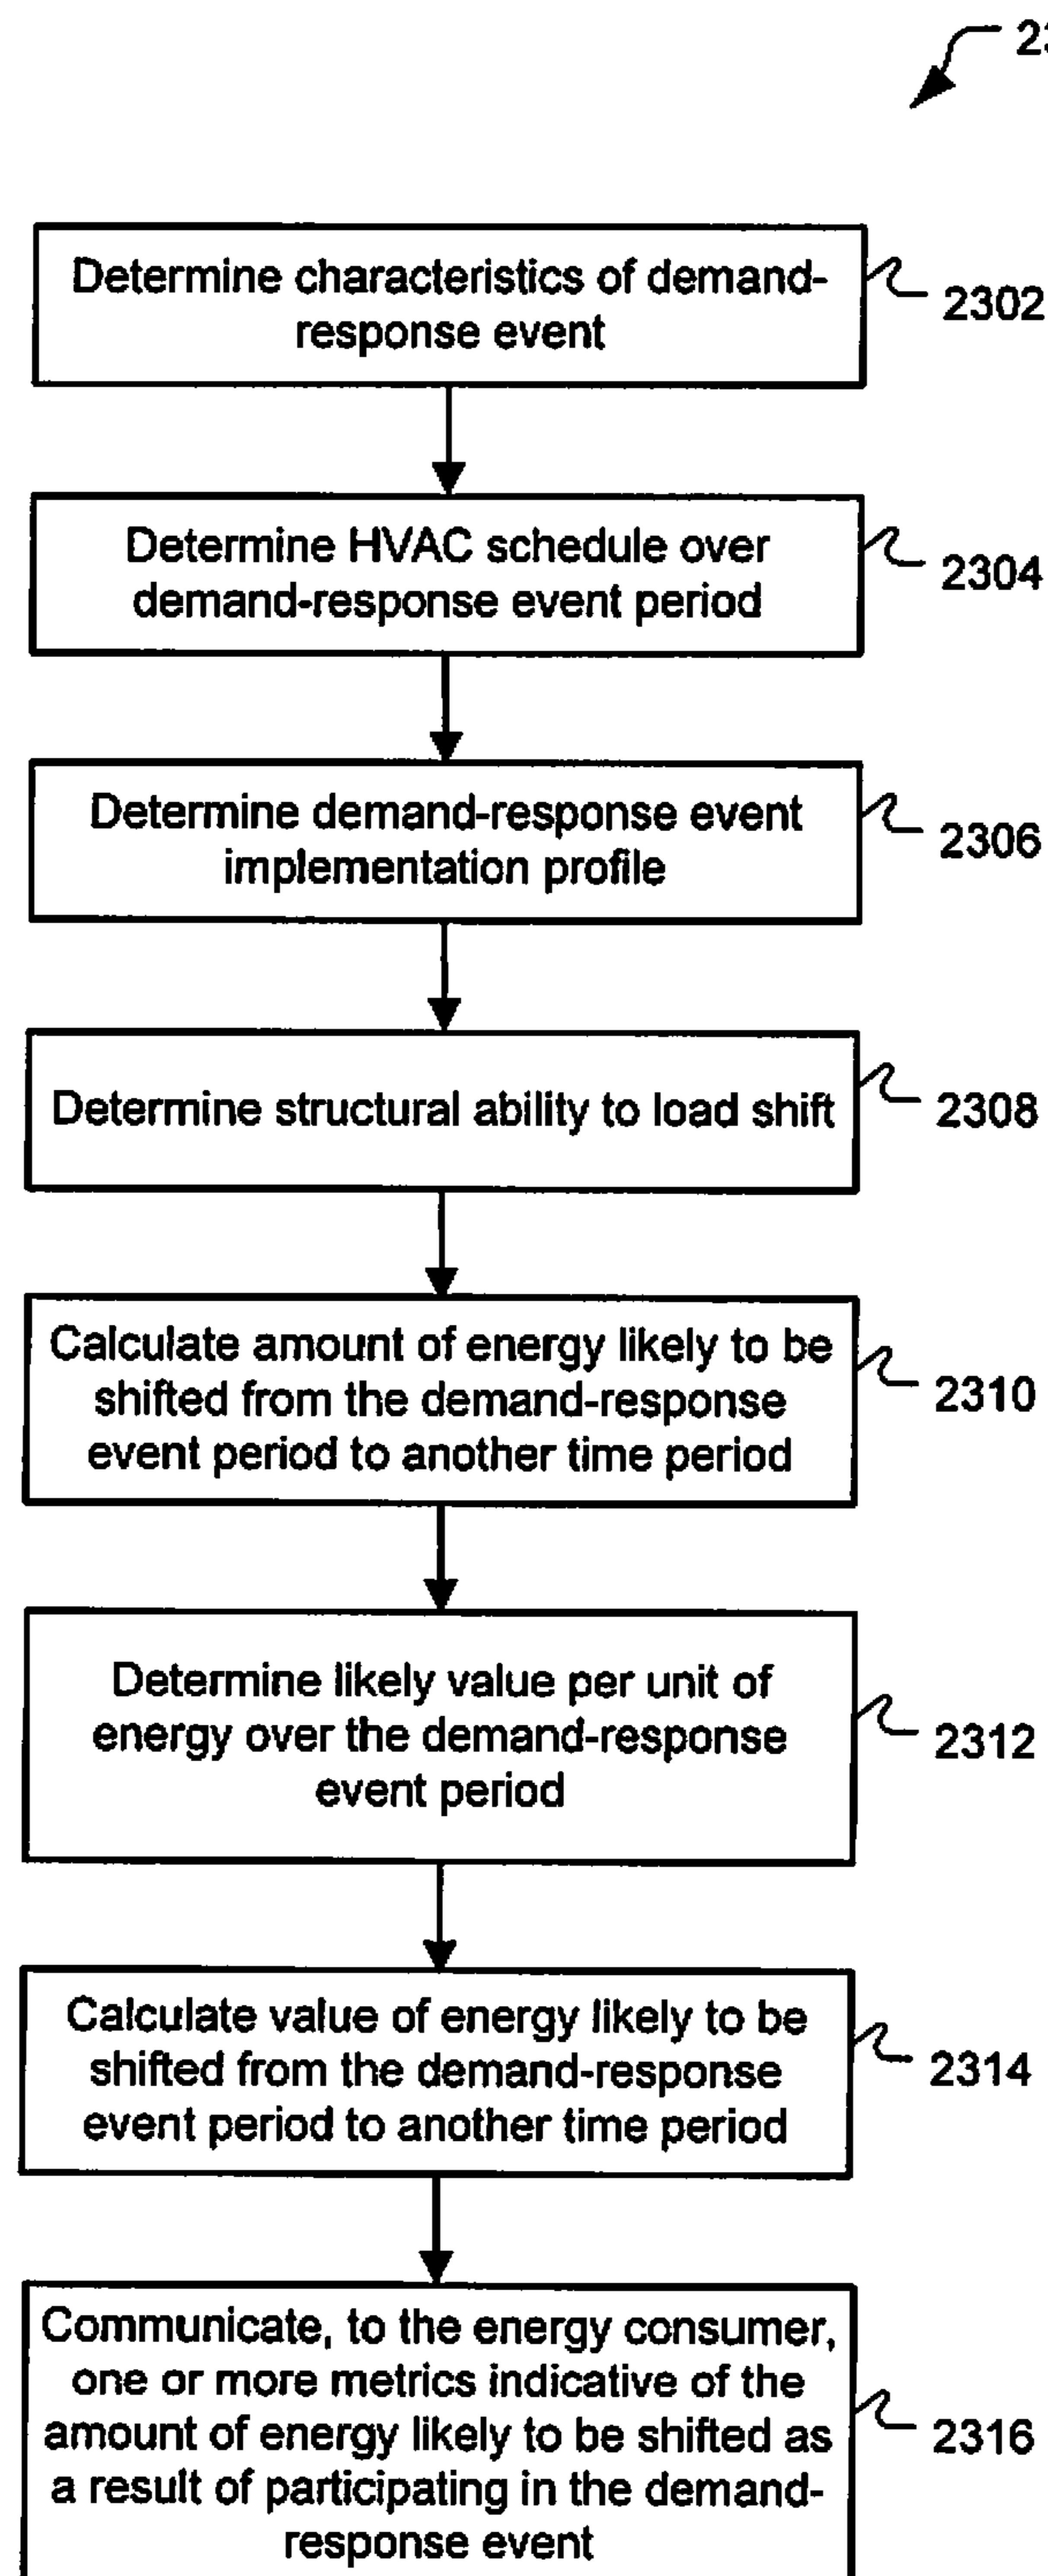 Determine characteristics of demand-
response event
2302
Determine HVAC schedule over
demand-response event period
2304
Determine demand-response event
implementation profile
2306
Determine structural ability to load shift
2308
Calculate amount of energy likely to be
shifted from the demand-response
event period to another time period
2310
Determine likely value per unit of
energy over the demand-response
event period
2312
Calculate value of energy likely to be
shifted from the demand-response
event period to another time period
2314
Communicate, to the energy consumer,
one or more metrics indicative of the
amount of energy likely to be shifted as
a result of participating in the demand-
response event
2316